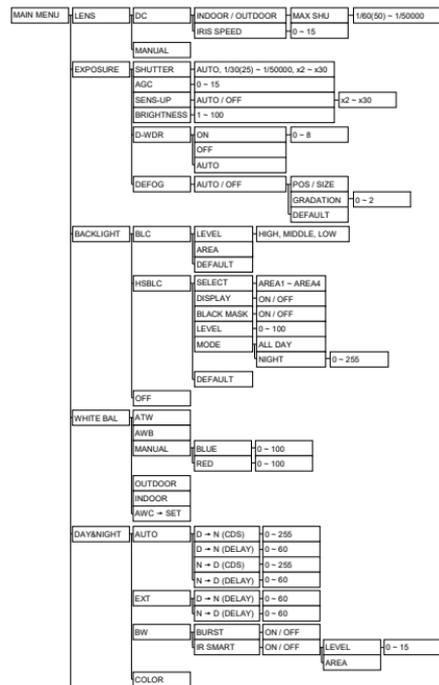 MAIN MENU LENS DC INDOOR / OUTDOOR MAX SHU 1/60(50) ~ 1/50000
IRIS SPEED 0 ~ 15
MANUAL
EXPOSURE SHUTTER AUTO, 1/30(25) ~ 1/50000, x2 ~ x30
AGC 0 ~ 15
SENS-UP AUTO / OFF x2 ~ x30
BRIGHTNESS 1 ~ 100
D-WDR ON 0 ~ 8
OFF
AUTO
DEFOG AUTO / OFF POS / SIZE
GRADATION 0 ~ 2
DEFAULT
BACKLIGHT BLC LEVEL HIGH, MIDDLE, LOW
AREA
DEFAULT
HSBLC SELECT AREA1 ~ AREA4
DISPLAY ON / OFF
BLACK MASK ON / OFF
LEVEL 0 ~ 100
MODE ALL DAY
NIGHT 0 ~ 255
DEFAULT
OFF
WHITE BAL ATW
AWB
MANUAL BLUE 0 ~ 100
RED 0 ~ 100
OUTDOOR
INDOOR
AWC → SET
DAY&NIGHT AUTO D → N (CDS) 0 ~ 255
D → N (DELAY) 0 ~ 60
N → D (CDS) 0 ~ 255
N → D (DELAY) 0 ~ 60
EXT D → N (DELAY) 0 ~ 60
N → D (DELAY) 0 ~ 60
BW BURST ON / OFF
IR SMART ON / OFF LEVEL 0 ~ 15
AREA
COLOR